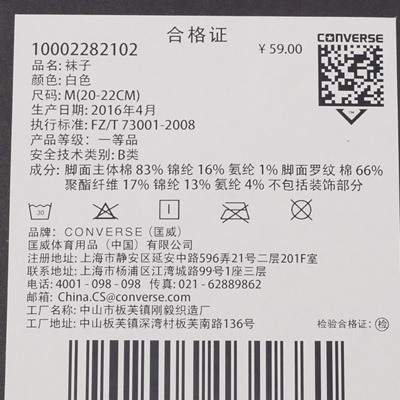 合格证
10002282102
¥ 59.00
CONVERSE
品名: 袜子
颜色: 白色
尺码: M(20-22CM)
生产日期: 2016年4月
执行标准: FZ/T 73001-2008
产品等级: 一等品
安全技术类别: B类
成分: 脚面主体棉 83% 锦纶 16% 氨纶 1% 脚面罗纹 棉 66%
聚酯纤维 17% 锦纶 13% 氨纶 4% 不包括装饰部分
30
品牌: CONVERSE (匡威)
匡威体育用品（中国）有限公司
注册地址: 上海市静安区延安中路596弄21号二层201F室
联系地址: 上海市杨浦区江湾城路99号1号楼三层
电话: 4001 - 098 - 098 传真: 021 - 62889862
邮箱: China.CS@converse.com
工厂名称: 中山市板芙镇刚毅织造厂
工厂地址: 中山板芙镇深湾村板芙南路136号
检验合格证: 检